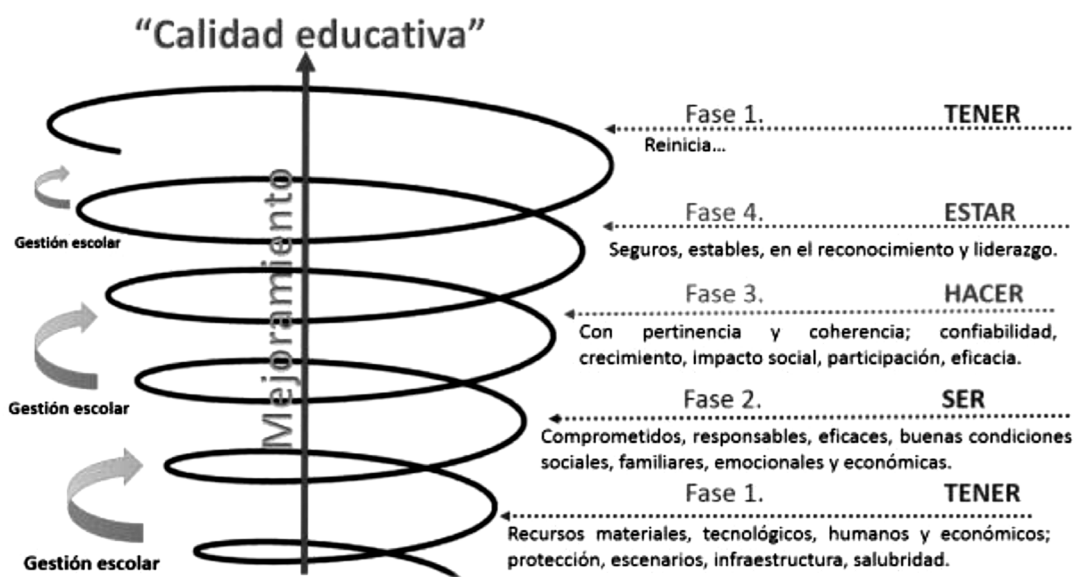 “Calidad educativa”
Fase 1. TENER
Reinicia...
Gestión escolar
Fase 4. ESTAR
Seguros, estables, en el reconocimiento y liderazgo.
Mejoramiento
Fase 3. HACER
Con pertinencia y coherencia; confiabilidad,
crecimiento, impacto social, participación, eficacia.
Gestión escolar
Fase 2. SER
Comprometidos, responsables, eficaces, buenas condiciones
sociales, familiares, emocionales y económicas.
Fase 1. TENER
Recursos materiales, tecnológicos, humanos y económicos;
protección, escenarios, infraestructura, salubridad.
Gestión escolar